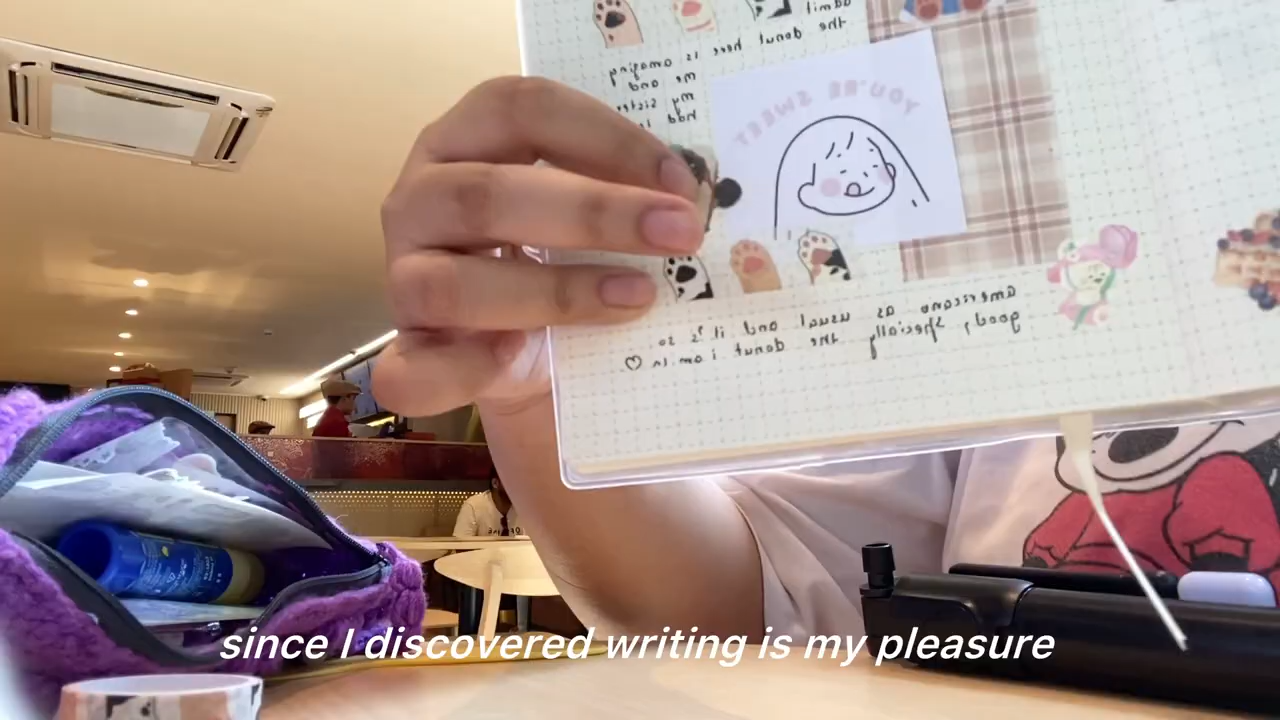 admit
the donut here is amazing
me and
my sister
had
YOU'RE SWEET
americano as usual and it's so
good, specially the donut i am in ♡
since I discovered writing is my pleasure